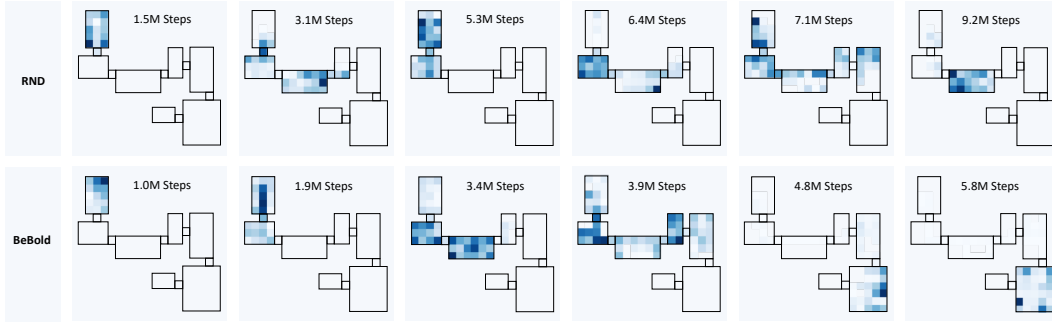 1.5M Steps
3.1M Steps
5.3M Steps
6.4M Steps
7.1M Steps
9.2M Steps
RND
1.0M Steps
1.9M Steps
3.4M Steps
3.9M Steps
4.8M Steps
5.8M Steps
BeBold